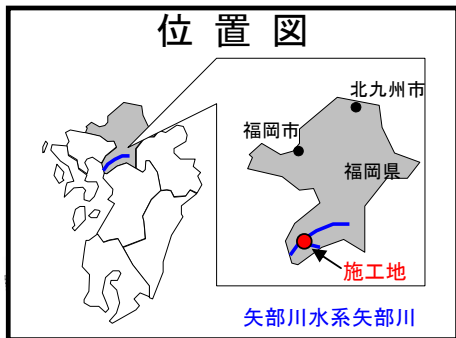 位置図
北九州市
福岡市
福岡県
施工地
矢部川水系矢部川